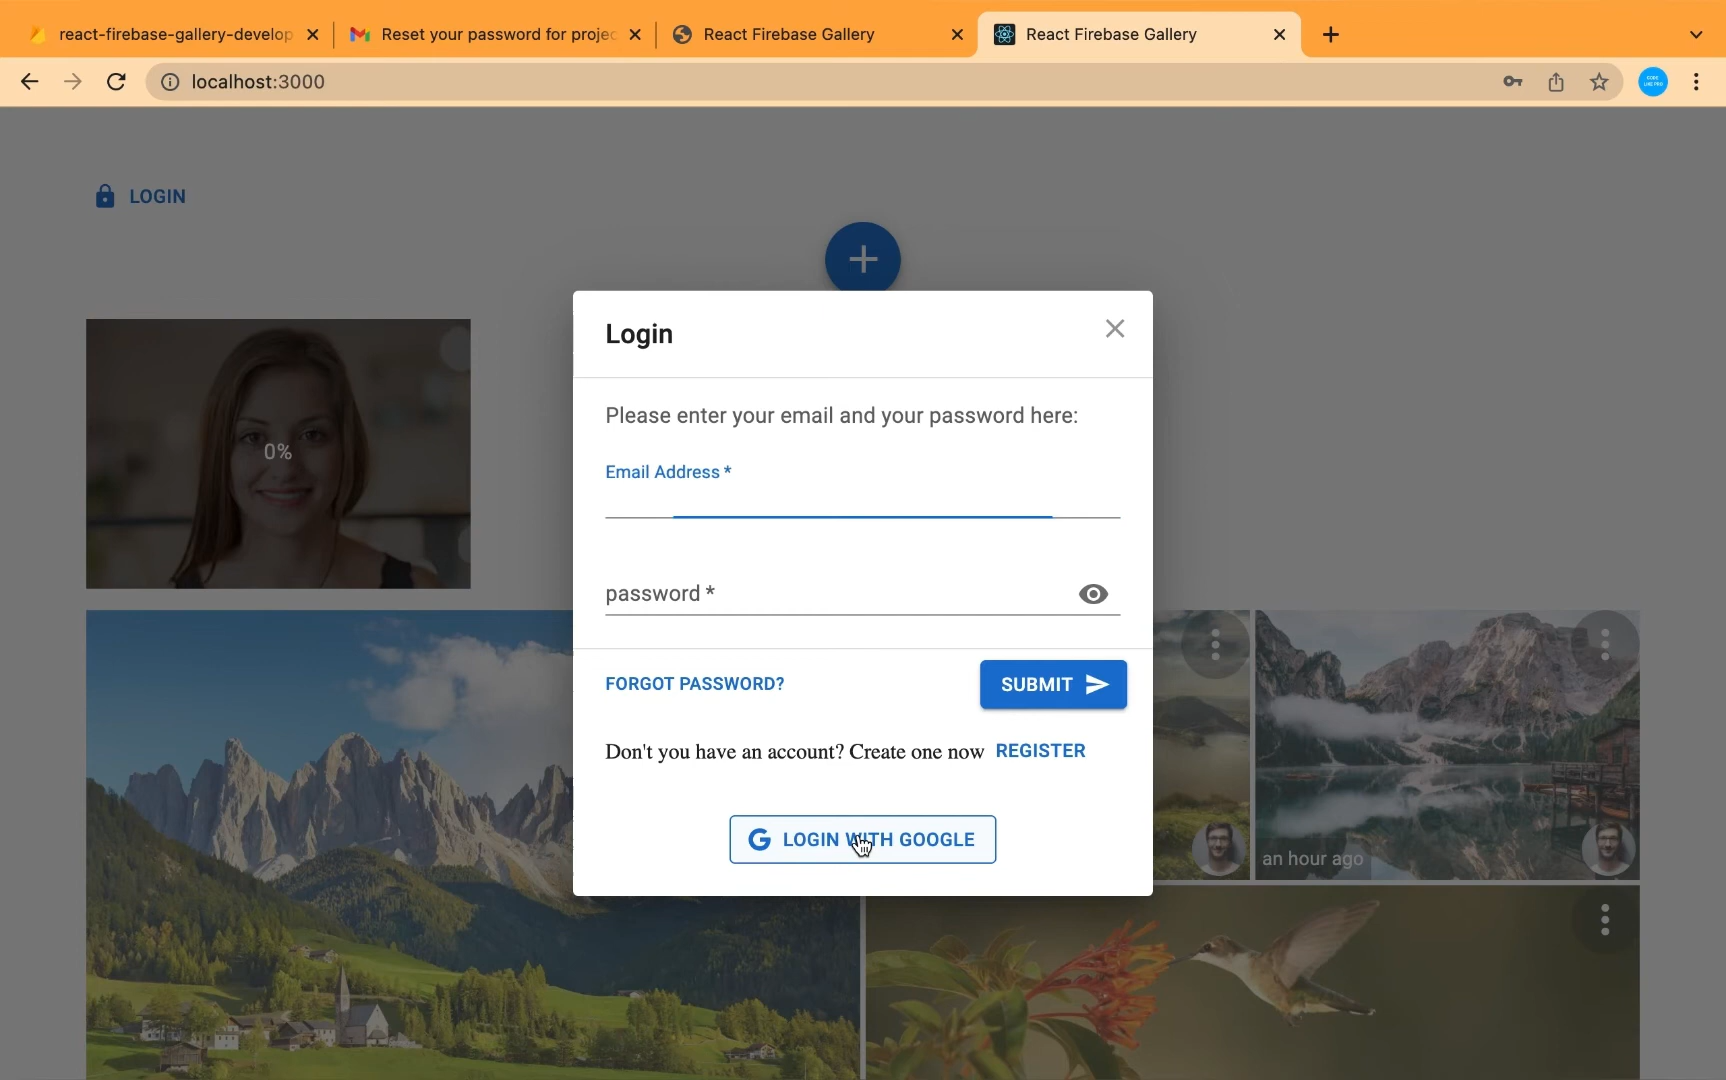 react-firebase-gallery-develop
Reset your password for projec
React Firebase Gallery
React Firebase Gallery
localhost:3000
LOGIN
Login
Please enter your email and your password here:
0%
Email Address *
password *
FORGOT PASSWORD?
SUBMIT
Don't you have an account? Create one now REGISTER
LOGIN WITH GOOGLE
an hour ago